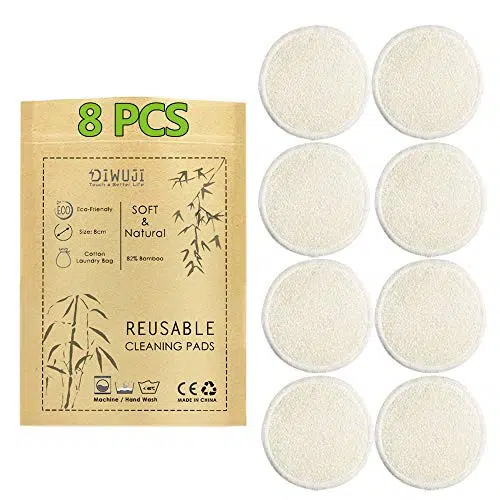 8 PCS
DIWUJI
Touch a Better Life
ECO
Eco-Friendly
Size: 8cm
Cotton
Laundry Bag
SOFT
&
Natural
82% Bamboo
REUSABLE
CLEANING PADS
Machine / Hand Wash
CE
MADE IN CHINA